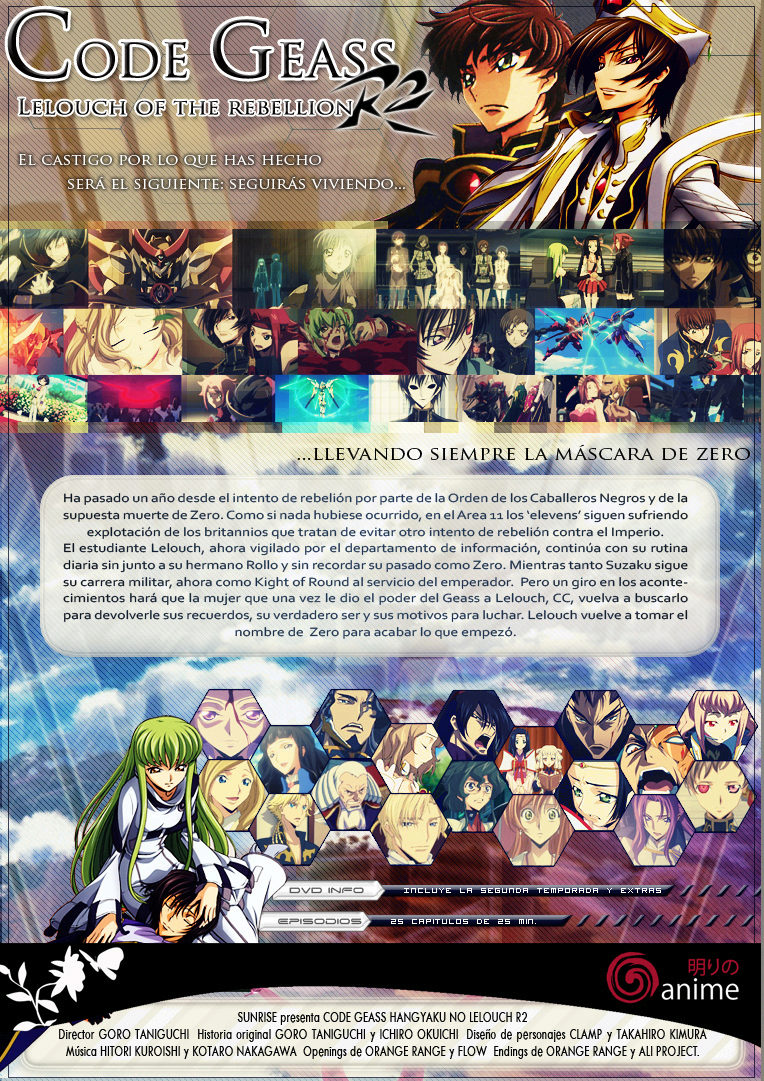 CODE GEASS
LELOUCH OF THE REBELLION R2
EL CASTIGO POR LO QUE HAS HECHO
SERÁ EL SIGUIENTE: SEGUIRÁS VIVIENDO...
...LLEVANDO SIEMPRE LA MÁSCARA DE ZERO
Ha pasado un año desde el intento de rebelión por parte de la Orden de los Caballeros Negros y de la
supuesta muerte de Zero. Como si nada hubiese ocurrido, en el Area 11 los ‘elevens’ siguen sufriendo
explotación de los britannios que tratan de evitar otro intento de rebelión contra el Imperio.
El estudiante Lelouch, ahora vigilado por el departamento de información, continúa con su rutina
diaria sin junto a su hermano Rollo y sin recordar su pasado como Zero. Mientras tanto Suzaku sigue
su carrera militar, ahora como Kight of Round al servicio del emperador. Pero un giro en los aconte-
cimientos hará que la mujer que una vez le dio el poder del Geass a Lelouch, CC, vuelva a buscarlo
para devolverle sus recuerdos, su verdadero ser y sus motivos para luchar. Lelouch vuelve a tomar el
nombre de Zero para acabar lo que empezó.
DVD INFO INCLUYE LA SEGUNDA TEMPORADA Y EXTRAS
EPISODIOS 25 CAPITULOS DE 25 MIN.
明りの
anime
SUNRISE presenta CODE GEASS HANGYAKU NO LELOUCH R2
Director GORO TANIGUCHI Historia original GORO TANIGUCHI y ICHIRO OKUICHI Diseño de personajes CLAMP y TAKAHIRO KIMURA
Música HITORI KUROISHI y KOTARO NAKAGAWA Openings de ORANGE RANGE y FLOW Endings de ORANGE RANGE y ALI PROJECT.